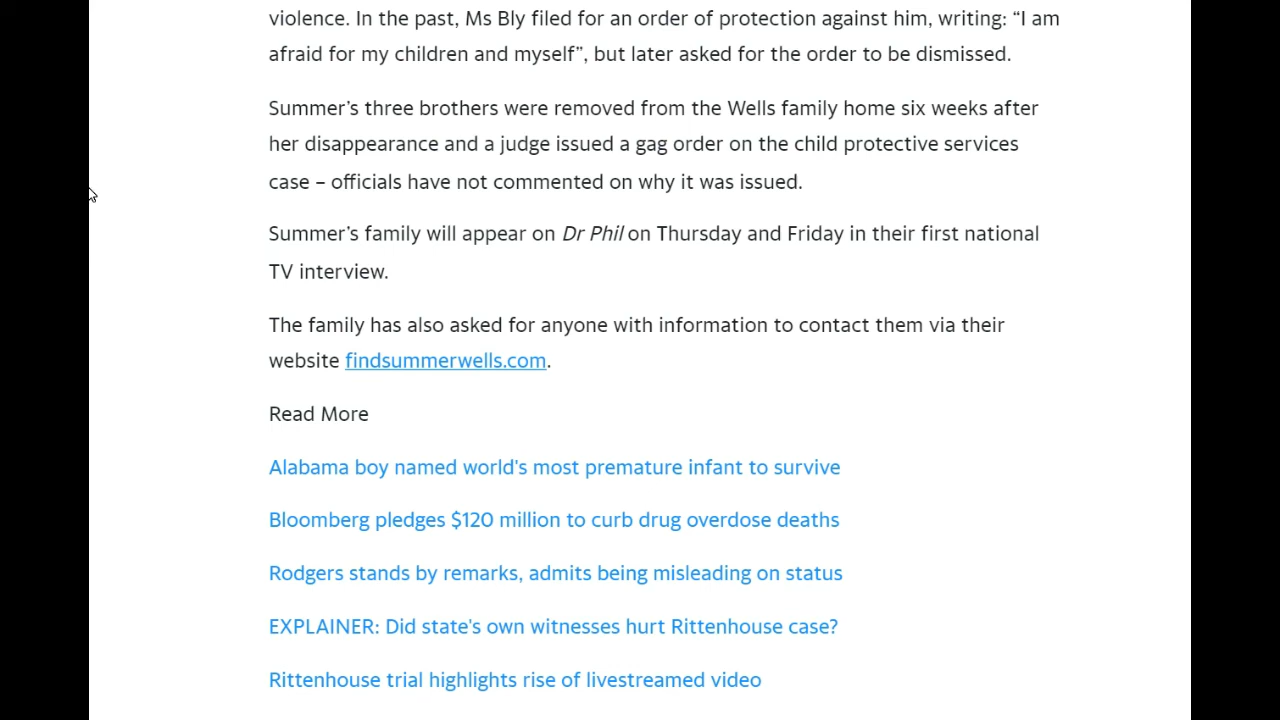 violence. In the past, Ms Bly filed for an order of protection against him, writing: “I am
afraid for my children and myself”, but later asked for the order to be dismissed.
Summer’s three brothers were removed from the Wells family home six weeks after
her disappearance and a judge issued a gag order on the child protective services
case – officials have not commented on why it was issued.
Summer’s family will appear on Dr Phil on Thursday and Friday in their first national
TV interview.
The family has also asked for anyone with information to contact them via their
website findsummerwells.com.
Read More
Alabama boy named world's most premature infant to survive
Bloomberg pledges $120 million to curb drug overdose deaths
Rodgers stands by remarks, admits being misleading on status
EXPLAINER: Did state's own witnesses hurt Rittenhouse case?
Rittenhouse trial highlights rise of livestreamed video